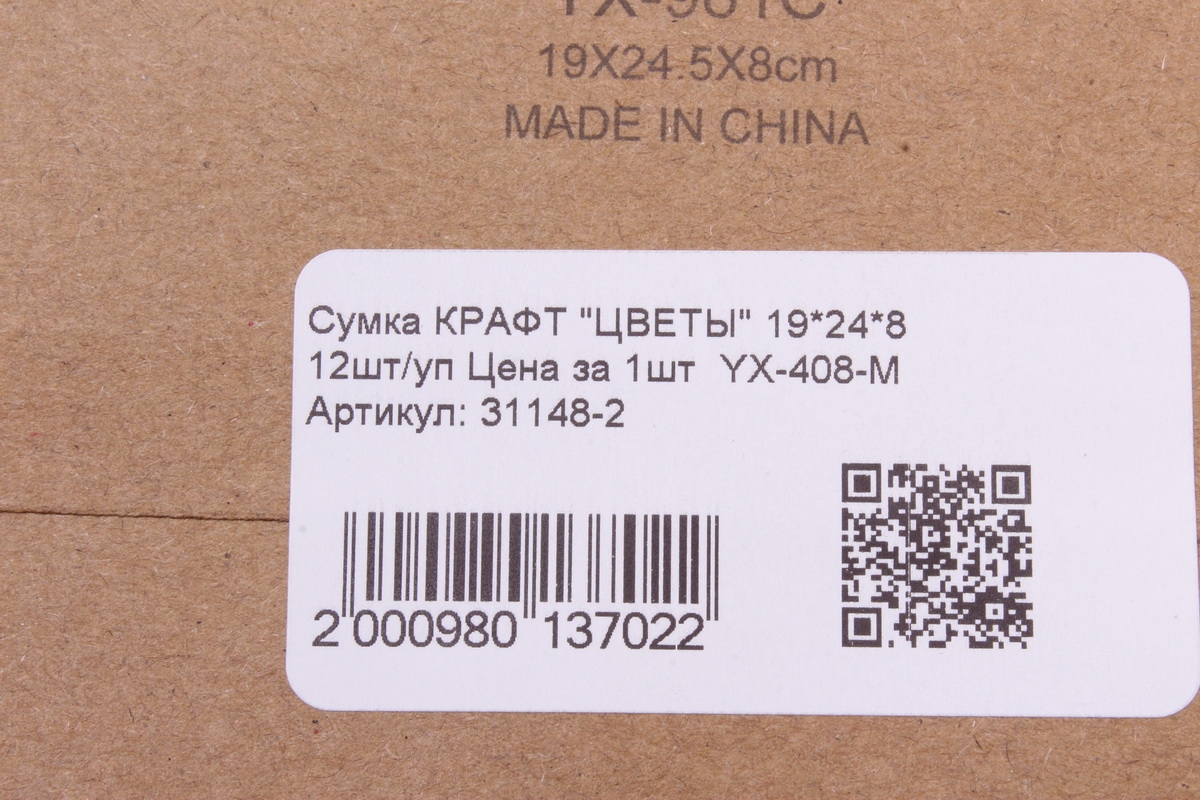 19X24.5X8cm
MADE IN CHINA
Сумка КРАФТ "ЦВЕТЫ" 19*24*8
12шт/уп Цена за 1шт YX-408-M
Артикул: 31148-2
2 000980 137022